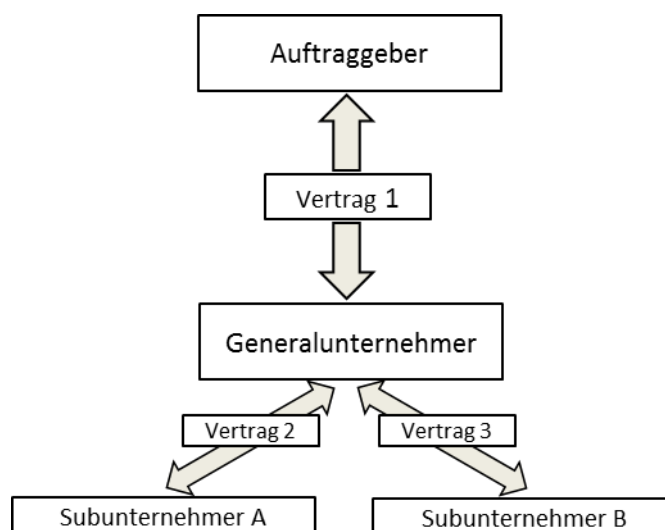 Auftraggeber
Vertrag 1
Generalunternehmer
Vertrag 2
Vertrag 3
Subunternehmer A
Subunternehmer B